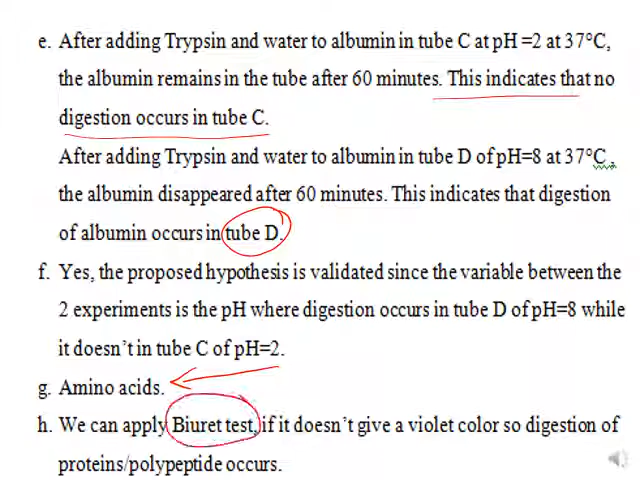 e. After adding Trypsin and water to albumin in tube C at pH =2 at 37°C,
the albumin remains in the tube after 60 minutes. This indicates that no
digestion occurs in tube C.
After adding Trypsin and water to albumin in tube D of pH=8 at 37°C ,
the albumin disappeared after 60 minutes. This indicates that digestion
of albumin occurs in tube D.
f. Yes, the proposed hypothesis is validated since the variable between the
2 experiments is the pH where digestion occurs in tube D of pH=8 while
it doesn't in tube C of pH=2.
g. Amino acids.
h. We can apply Biuret test, if it doesn't give a violet color so digestion of
proteins/polypeptide occurs.